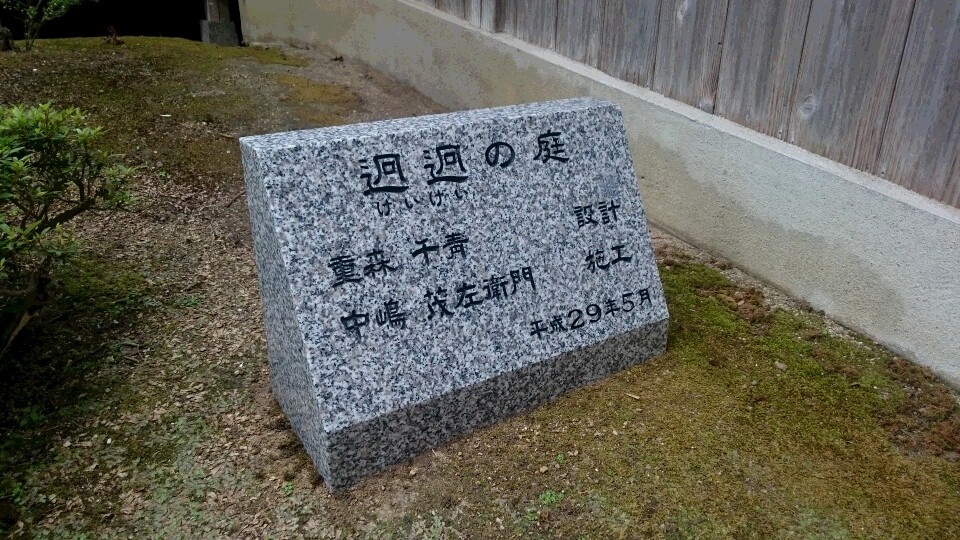 迥迥の庭
けいけい
重森 千靑 設計
中嶋 茂左衛門 施工
平成29年5月